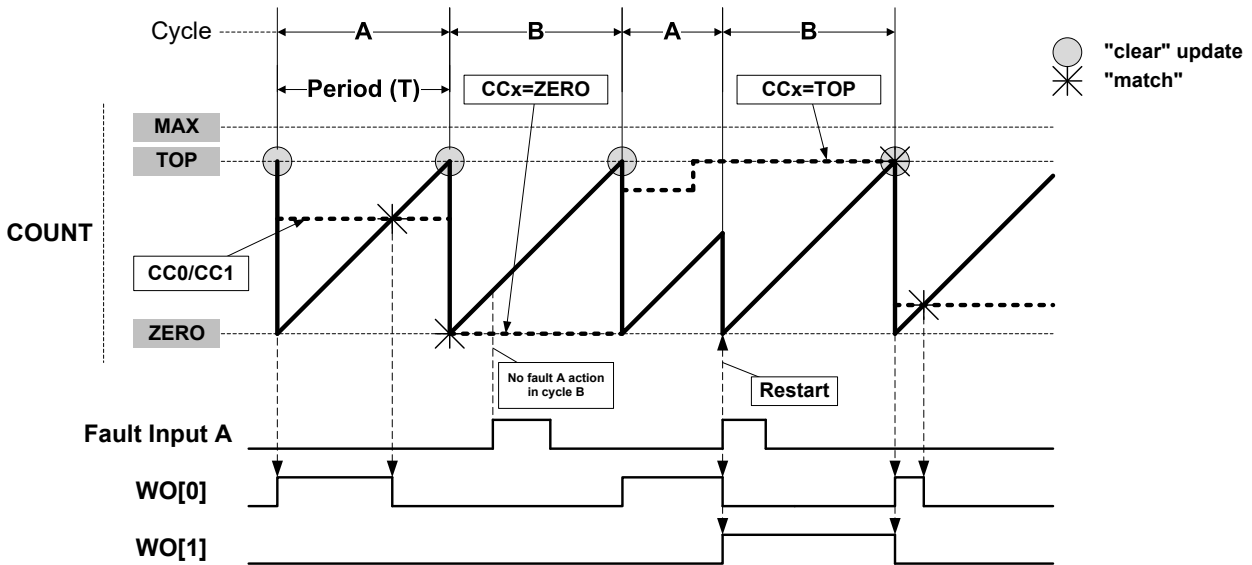 Cycle
A
B
A
B
"clear" update
"match"
Period (T)
CCx=ZERO
CCx=TOP
MAX
TOP
COUNT
CC0/CC1
ZERO
No fault A action
in cycle B
Restart
Fault Input A
WO[0]
WO[1]